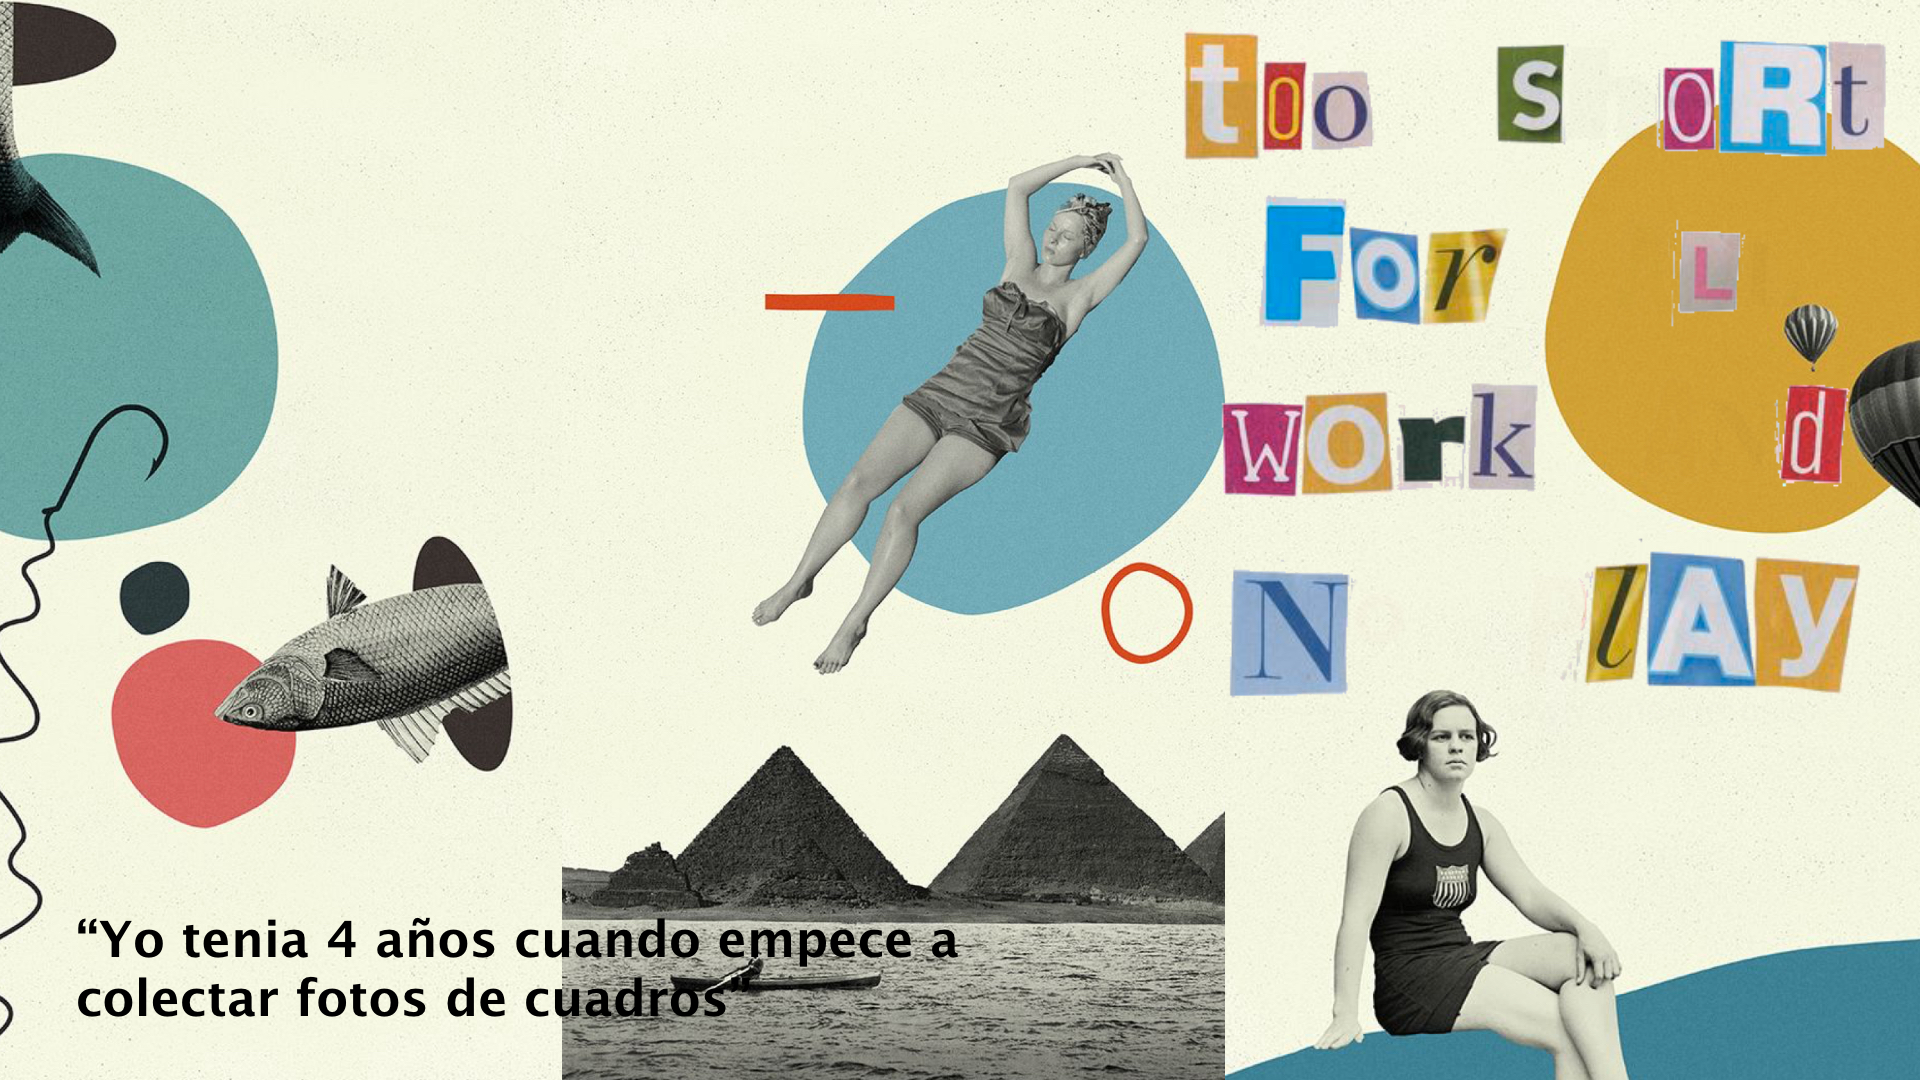 too S oRt
For L
work d
N lAy
“Yo tenia 4 años cuando empece a
colectar fotos de cuadros”